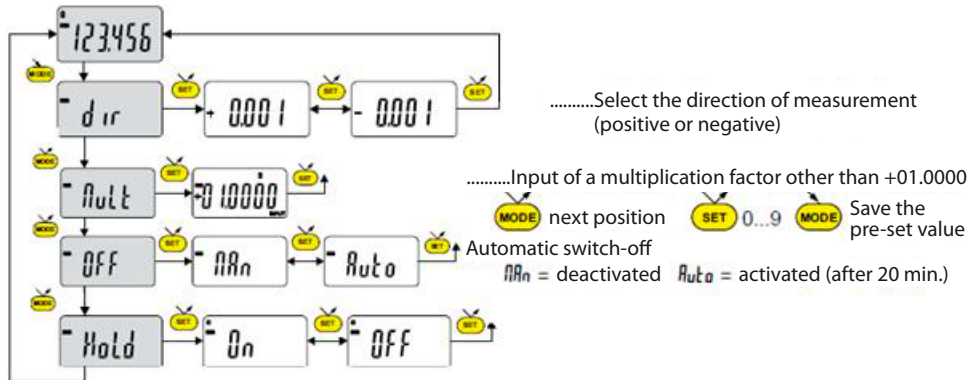 123.456
MODE
dir SET + 0.001 SET - 0.001 SET
..........Select the direction of measurement
(positive or negative)
MODE
Mult SET +01.0000 INPUT SET
..........Input of a multiplication factor other than +01.0000
MODE next position SET 0...9 MODE Save the
pre-set value
MODE
OFF SET MAn SET Auto SET
Automatic switch-off
MAn = deactivated Auto = activated (after 20 min.)
MODE
Hold SET On SET OFF SET